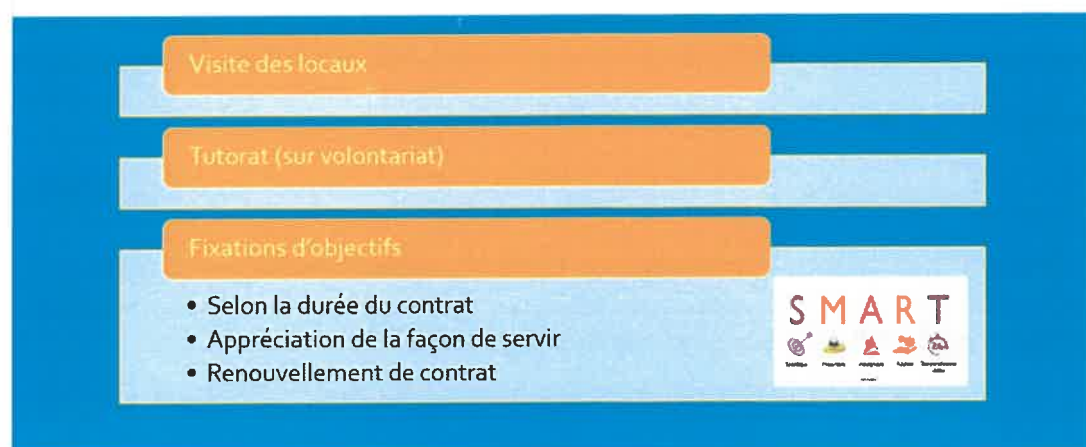 Visite des locaux
Tutorat (sur volontariat)
Fixations d'objectifs
• Selon la durée du contrat
• Appréciation de la façon de servir
• Renouvellement de contrat
S M A R T